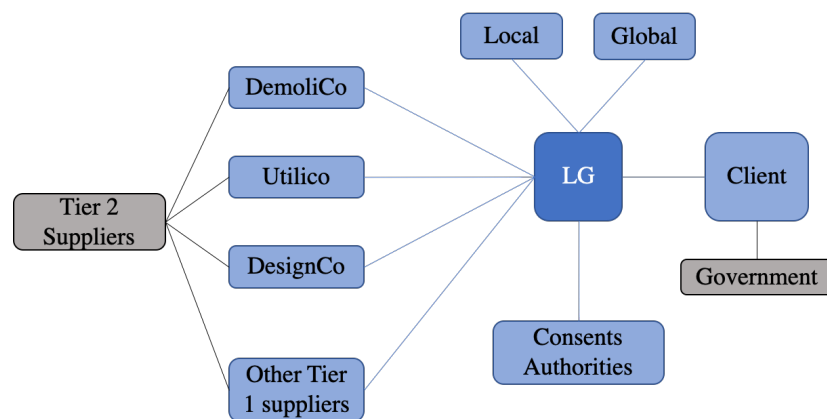 Local
Global
DemoliCo
LG
Client
Utilico
Tier 2
Suppliers
DesignCo
Government
Consents
Authorities
Other Tier
1 suppliers